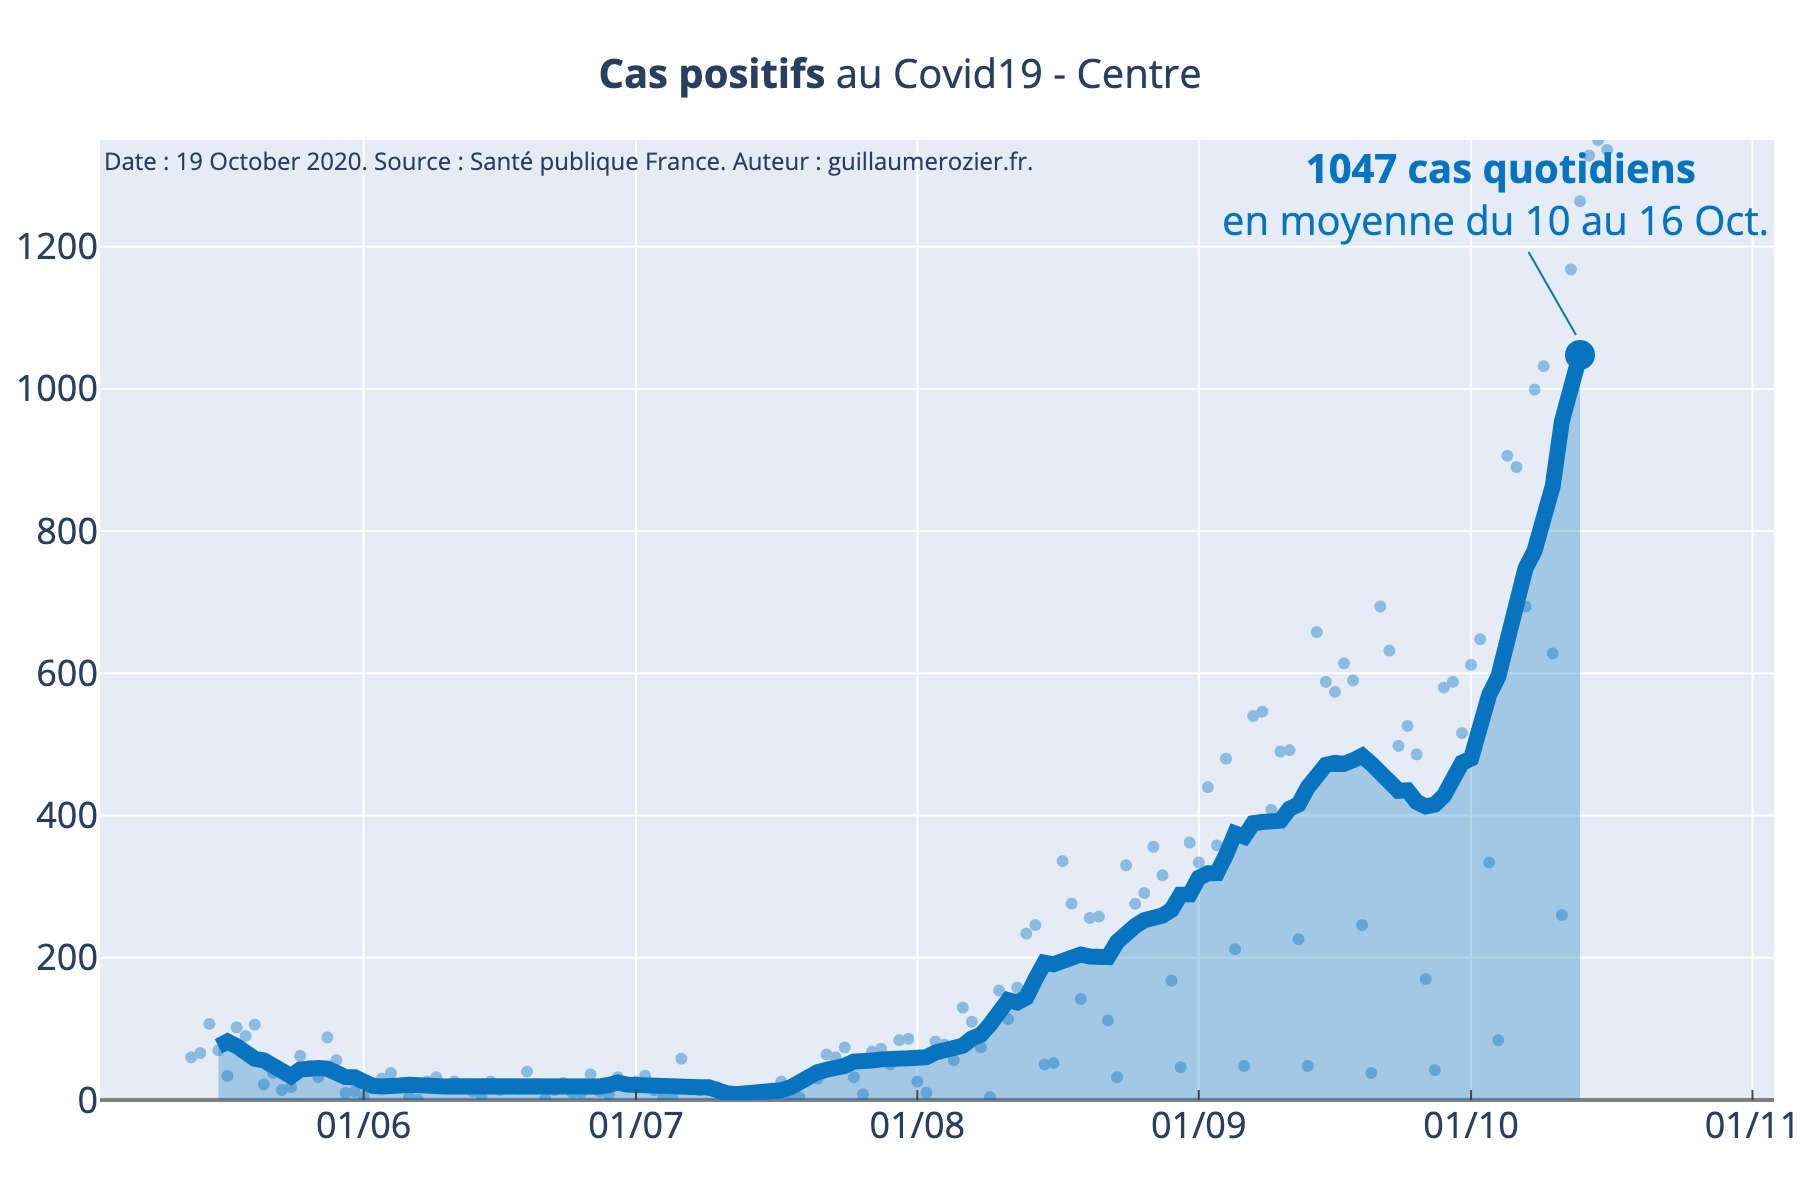 Cas positifs au Covid19 - Centre
Date : 19 October 2020. Source : Santé publique France. Auteur : guillaumerozier.fr.
1047 cas quotidiens
en moyenne du 10 au 16 Oct.
1200
1000
800
600
400
200
0
01/06 01/07 01/08 01/09 01/10 01/11